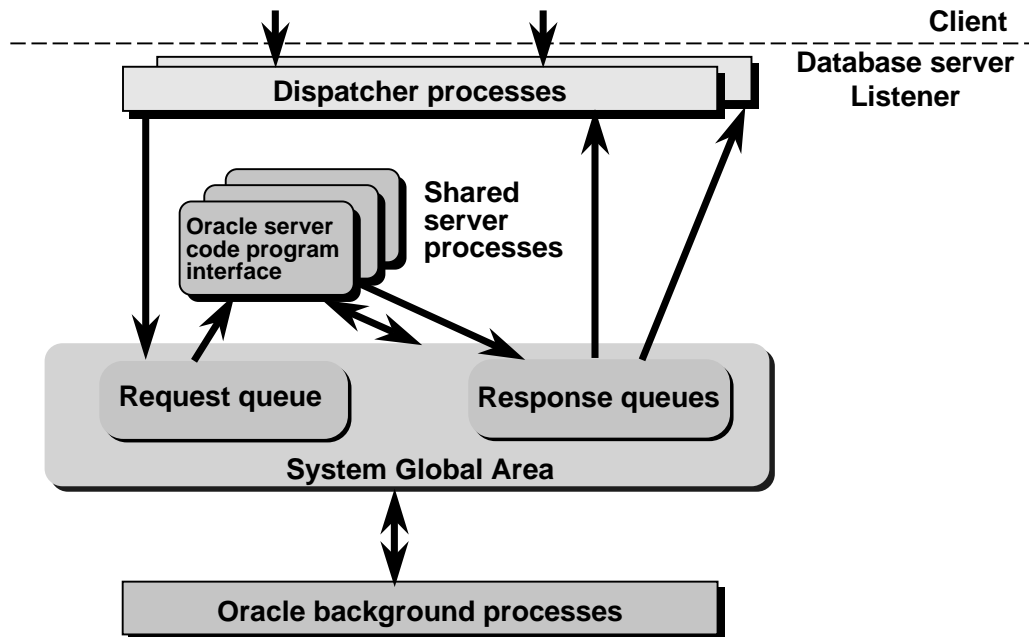 Client
Database server
Listener
Dispatcher processes
Shared
server
processes
Oracle server
code program
interface
Request queue
Response queues
System Global Area
Oracle background processes